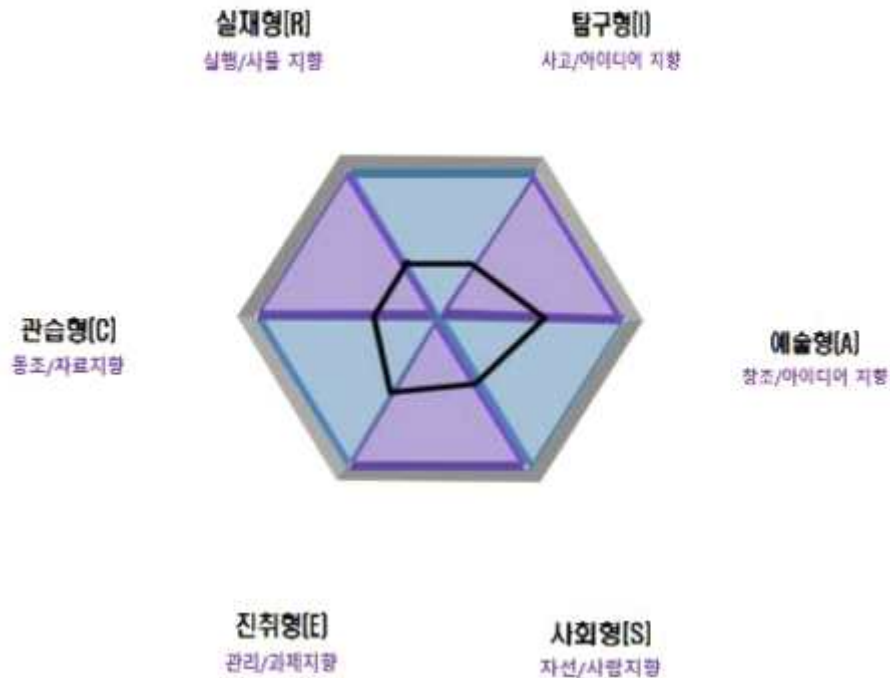 실재형[R]
실행/사물 지향
탐구형[I]
사고/아이디어 지향
관습형[C]
동조/자료지향
예술형[A]
창조/아이디어 지향
진취형[E]
관리/과제지향
사회형[S]
자선/사람지향